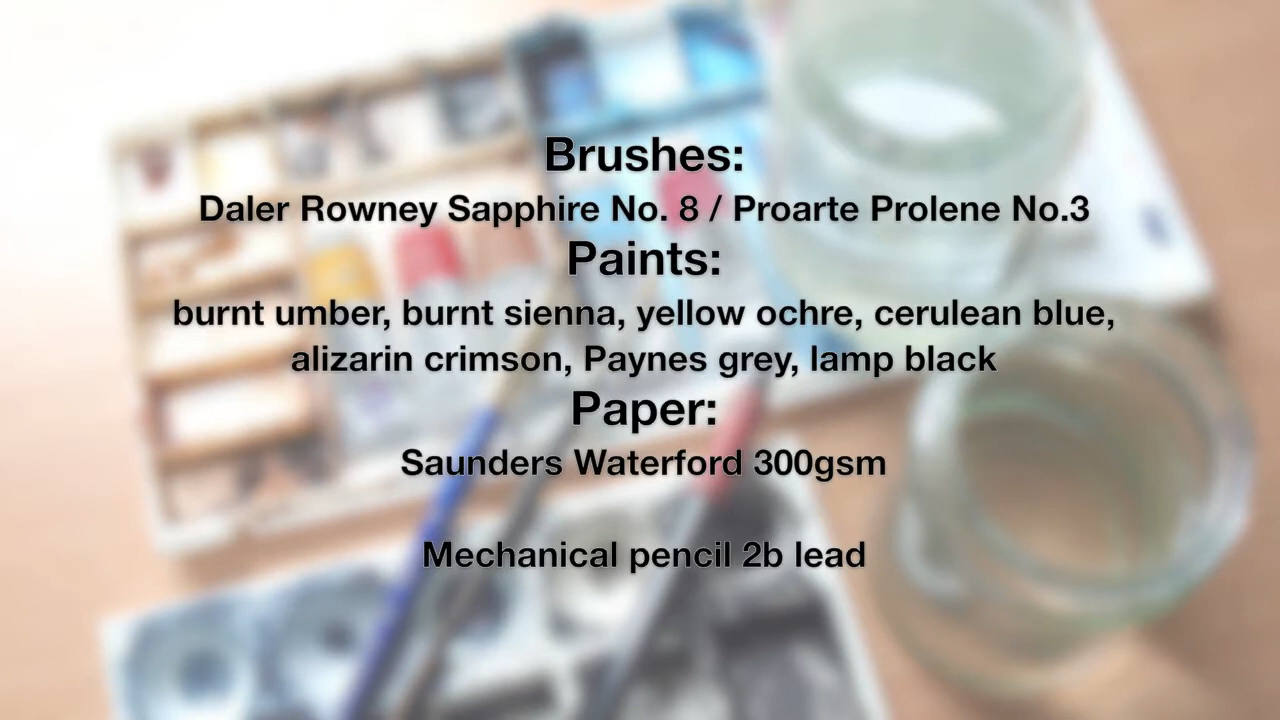 Brushes:
Daler Rowney Sapphire No. 8 / Proarte Prolene No.3
Paints:
burnt umber, burnt sienna, yellow ochre, cerulean blue,
alizarin crimson, Paynes grey, lamp black
Paper:
Saunders Waterford 300gsm
Mechanical pencil 2b lead